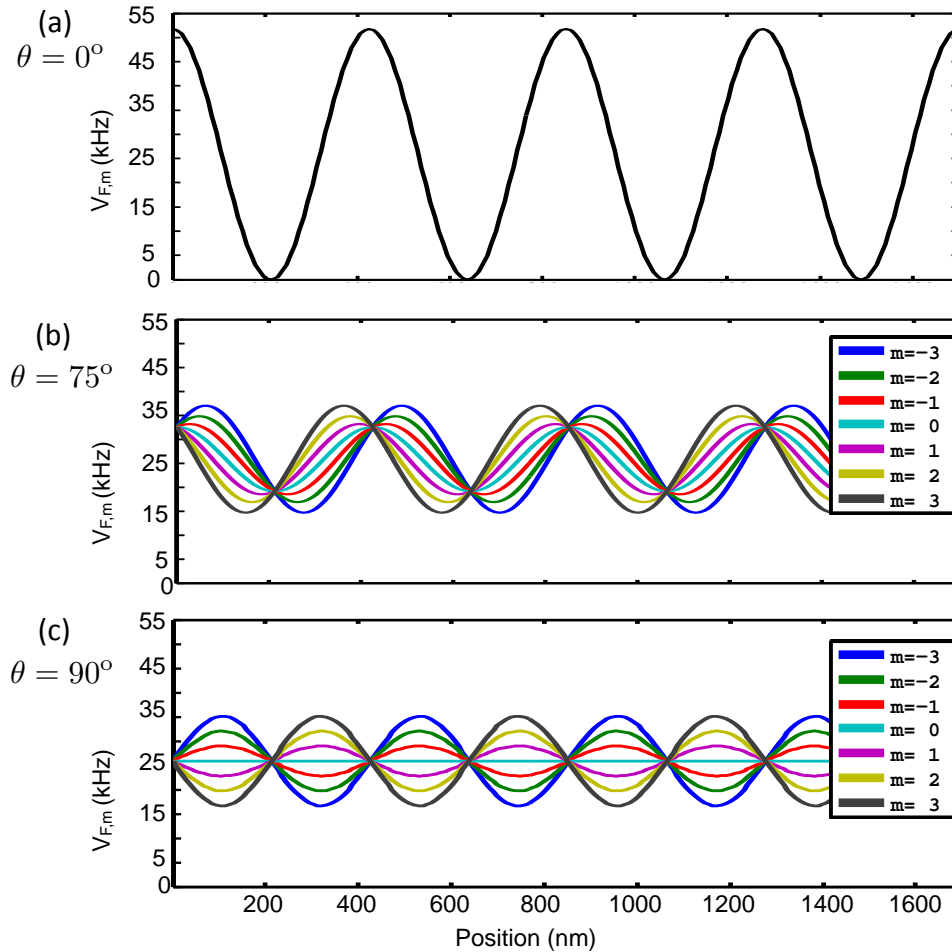 (a)
θ = 0°
V_F,m (kHz)
55
45
35
25
15
5
0
(b)
θ = 75°
V_F,m (kHz)
55
45
35
25
15
5
0
m=-3
m=-2
m=-1
m= 0
m= 1
m= 2
m= 3
(c)
θ = 90°
V_F,m (kHz)
55
45
35
25
15
5
0
m=-3
m=-2
m=-1
m= 0
m= 1
m= 2
m= 3
200 400 600 800 1000 1200 1400 1600
Position (nm)